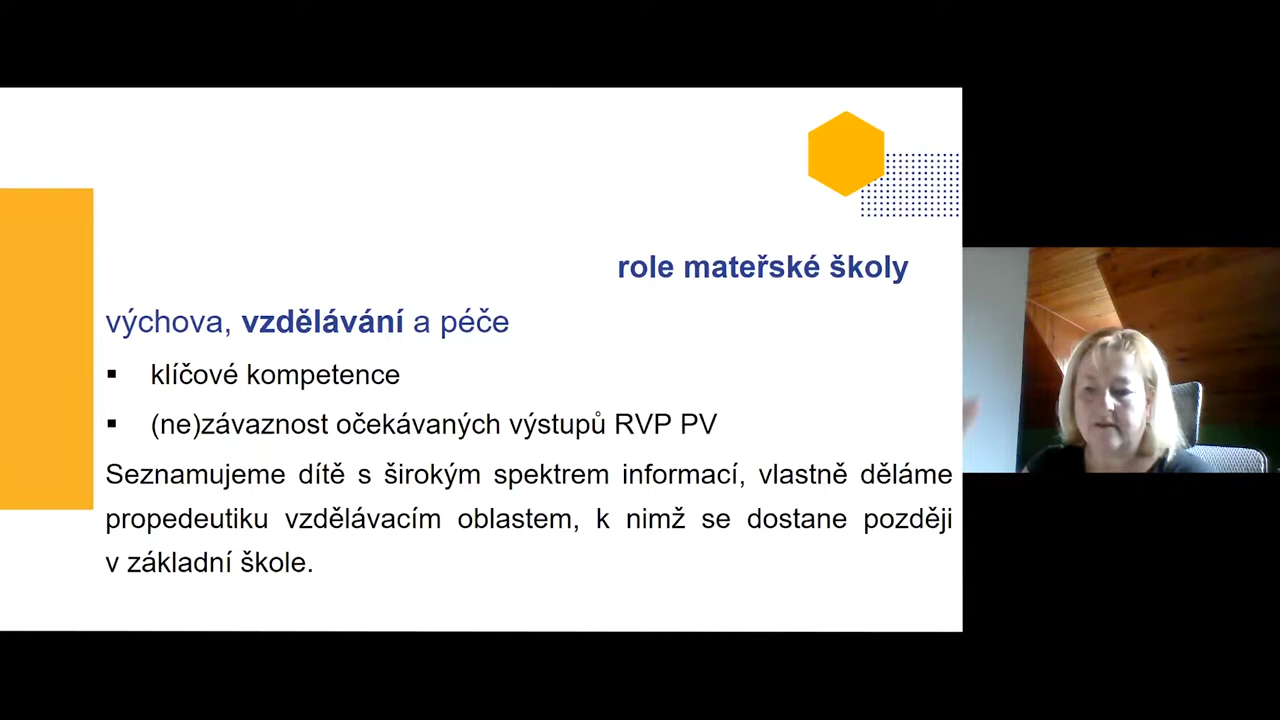 role mateřské školy
výchova, vzdělávání a péče
▪ klíčové kompetence
▪ (ne)závaznost očekávaných výstupů RVP PV
Seznamujeme dítě s širokým spektrem informací, vlastně děláme
propedeutiku vzdělávacím oblastem, k nimž se dostane později
v základní škole.